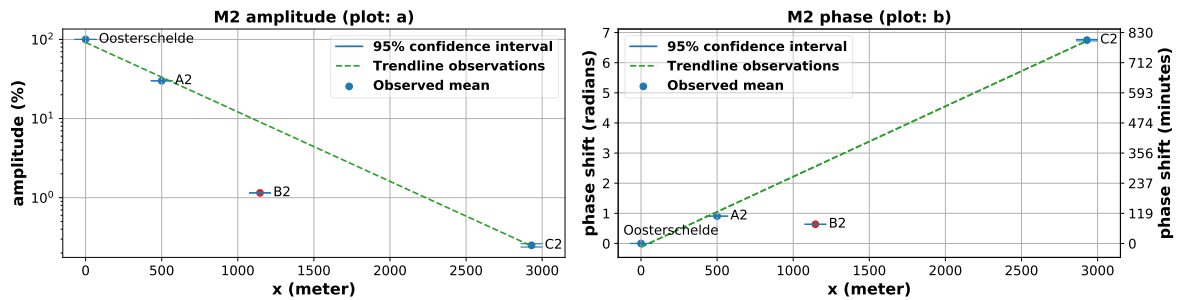 M2 amplitude (plot: a)
amplitude (%)
10²
10¹
10⁰
Oosterschelde
A2
B2
C2
95% confidence interval
Trendline observations
Observed mean
0 500 1000 1500 2000 2500 3000
x (meter)
M2 phase (plot: b)
phase shift (radians)
7
6
5
4
3
2
1
0
95% confidence interval
Trendline observations
Observed mean
Oosterschelde
A2
B2
C2
830
712
593
474
356
237
119
0
phase shift (minutes)
0 500 1000 1500 2000 2500 3000
x (meter)